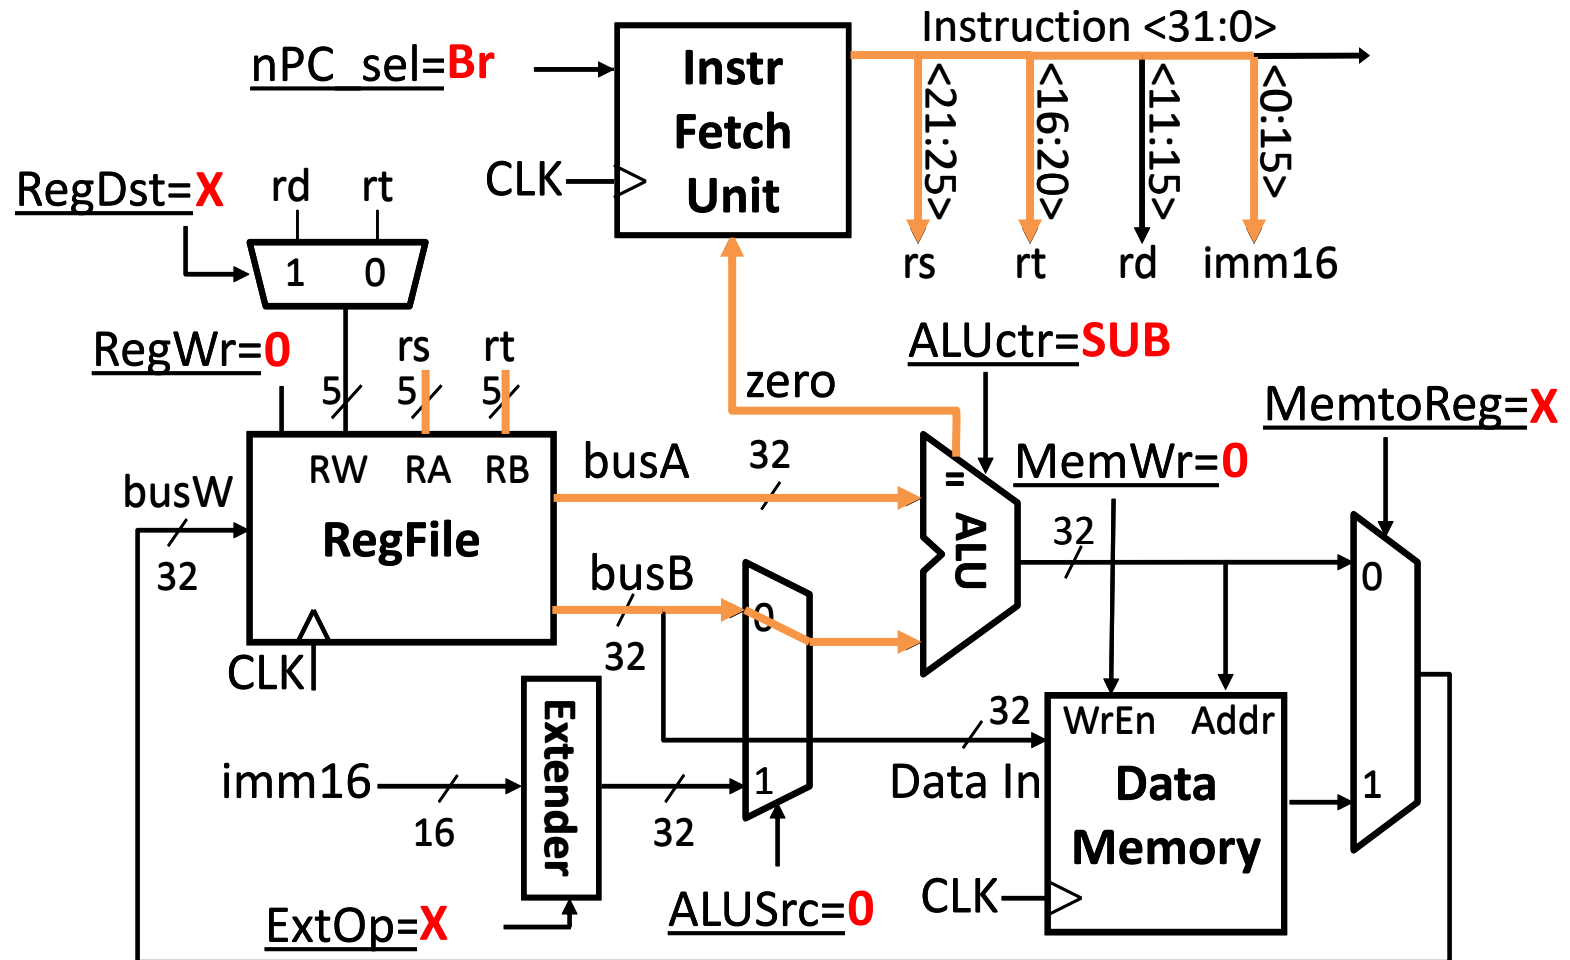 Instruction <31:0>
nPC_sel=Br
Instr
Fetch
Unit
CLK
<21:25>
<16:20>
<11:15>
<0:15>
rs
rt
rd
imm16
RegDst=X
rd
rt
1
0
RegWr=0
rs
rt
5
5
5
zero
ALUctr=SUB
MemtoReg=X
RW
RA
RB
RegFile
CLK
busW
32
busA
32
busB
32
=
ALU
MemWr=0
32
0
1
0
1
Extender
imm16
16
32
ExtOp=X
ALUSrc=0
32
Data In
WrEn
Addr
Data
Memory
CLK